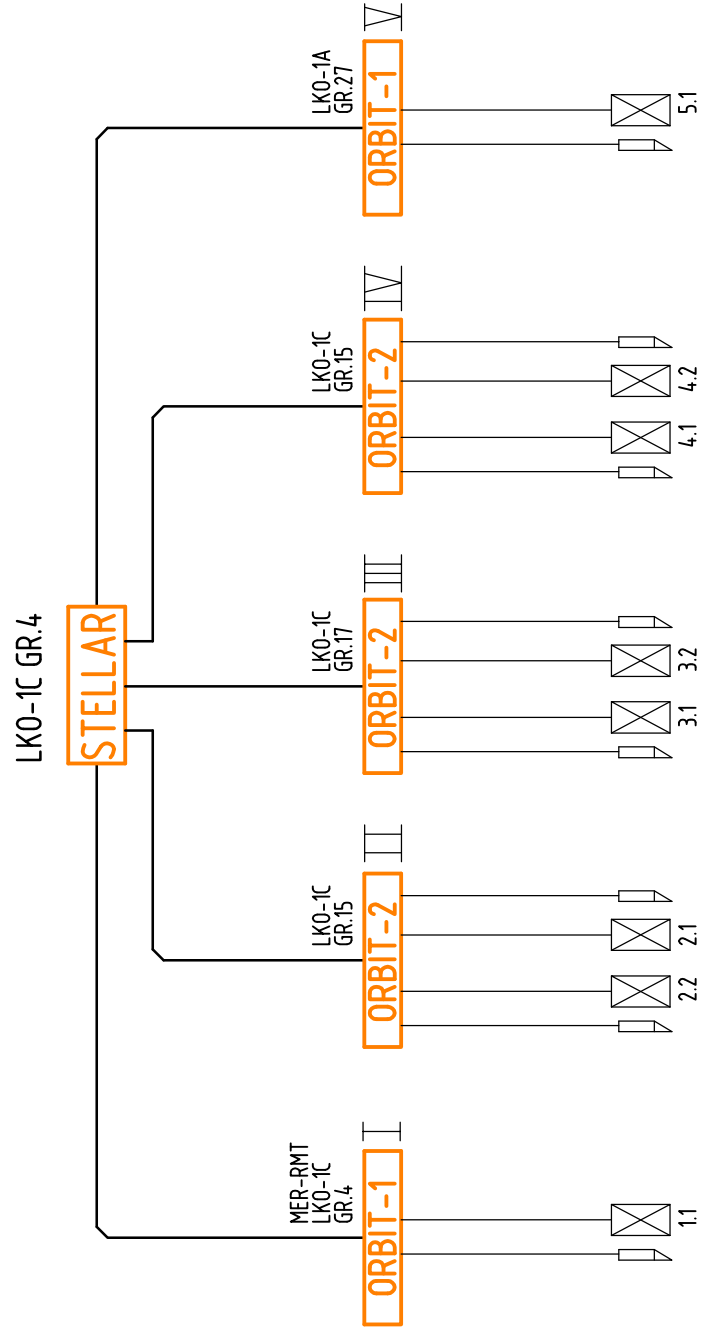 LKO-1C GR.4
STELLAR
MER-RMT
LKO-1C
GR.4
ORBIT-1
I
1.1
LKO-1C
GR.15
ORBIT-2
II
2.2
2.1
LKO-1C
GR.17
ORBIT-2
III
3.1
3.2
LKO-1C
GR.15
ORBIT-2
IV
4.1
4.2
LKO-1A
GR.27
ORBIT-1
V
5.1